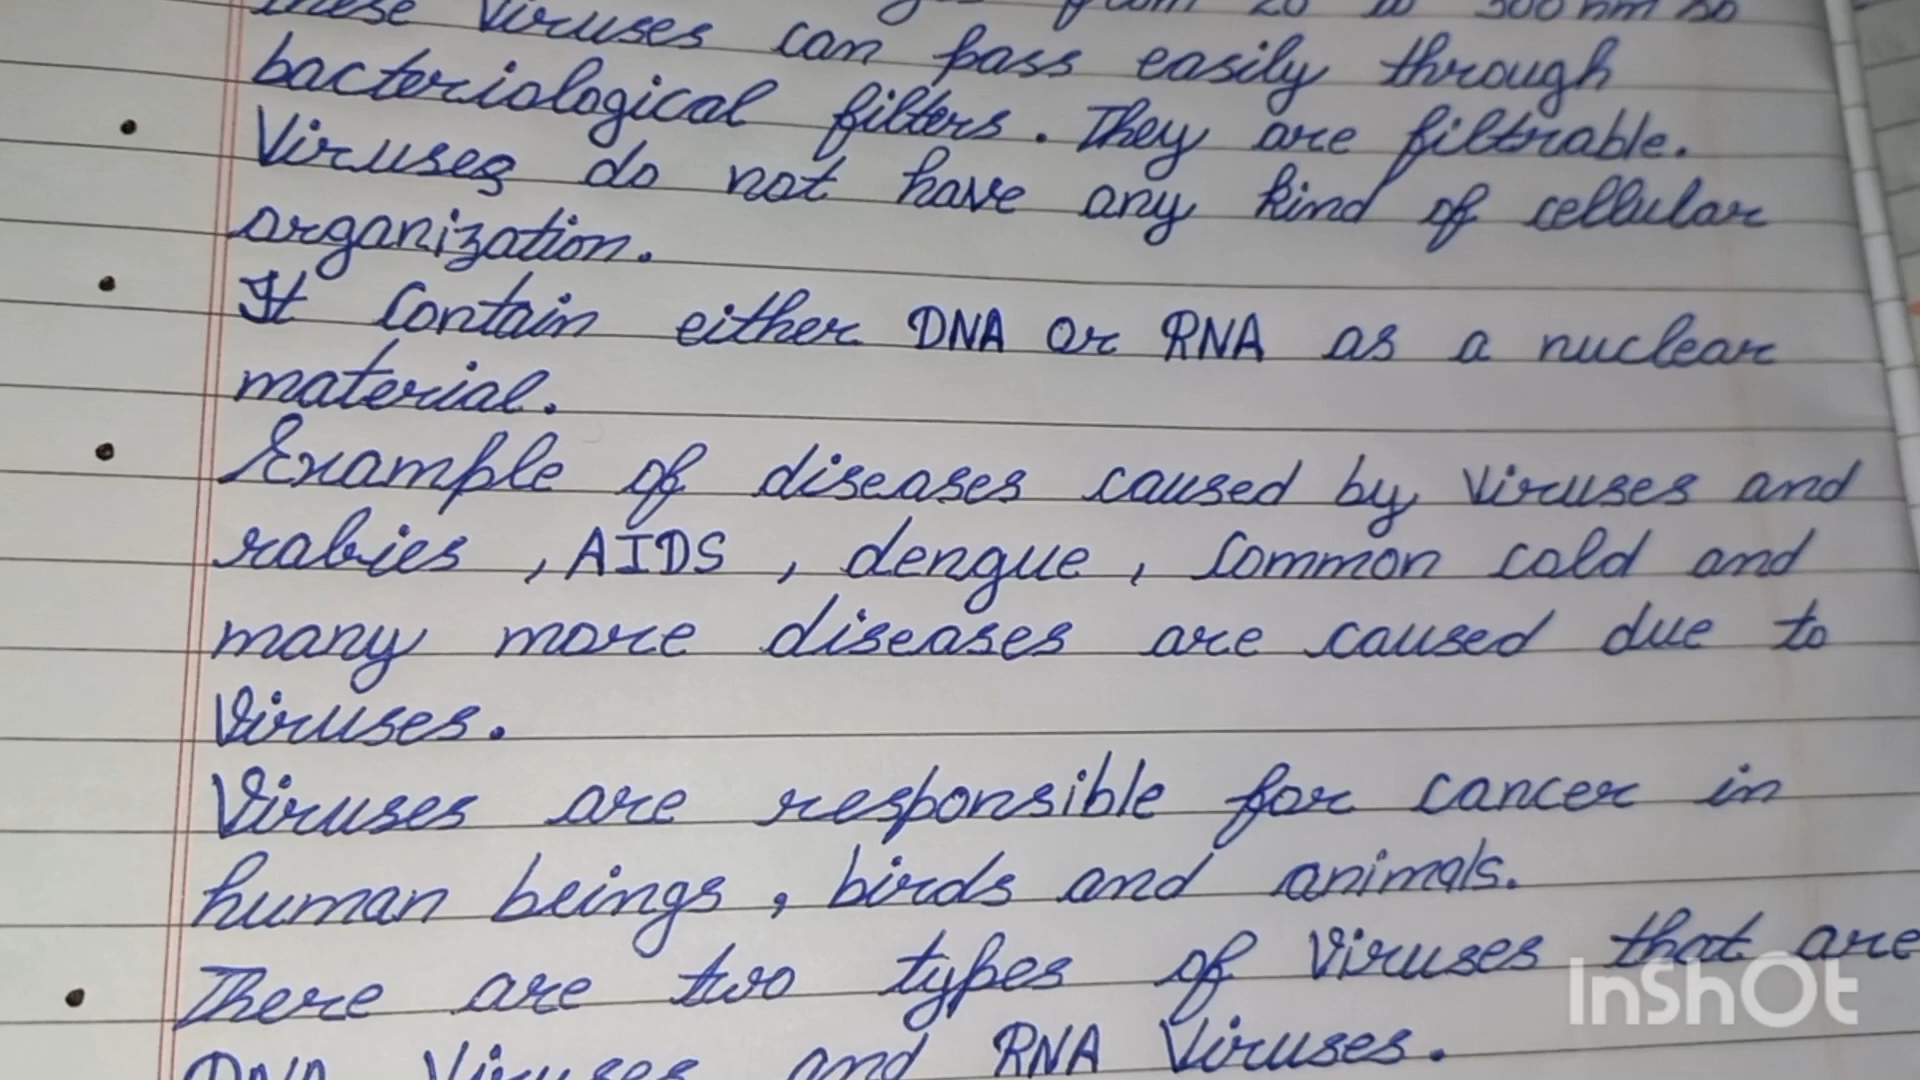 these Viruses can pass easily through
bacteriological filters. They are filtrable.
Viruses do not have any kind of cellular
organization.
It Contain either DNA or RNA as a nuclear
material.
Example of diseases caused by Viruses and
rabies, AIDS, dengue, Common cold and
many more diseases are caused due to
Viruses.
Viruses are responsible for cancer in
human beings, birds and animals.
There are two types of Viruses that are
DNA Viruses and RNA Viruses.
InShOt